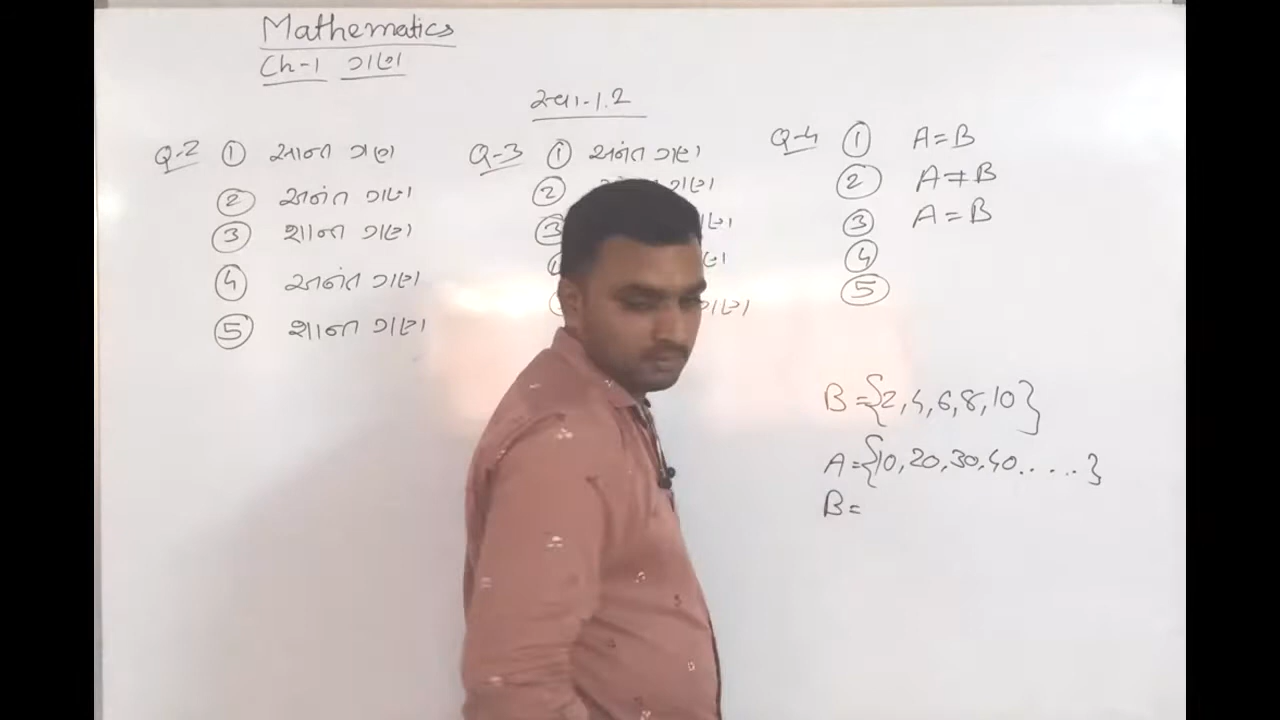 Mathematics
Ch-1 ગણ
સ્વા-1.2
Q-2 ① સાન્ત ગણ
② અનંત ગણ
③ શાન્ત ગણ
④ અનંત ગણ
⑤ શાન્ત ગણ
Q-3 ① અનંત ગણ
② ગણ
③
ગણ
Q-4 ① A=B
② A≠B
③ A=B
④
⑤
B={2,4,6,8,10}
A={10,20,30,40.....}
B=